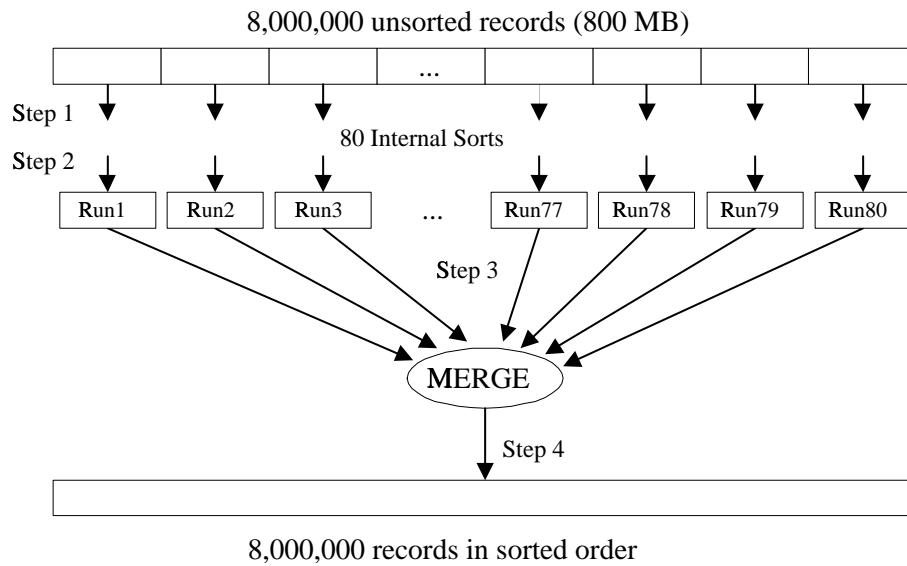 8,000,000 unsorted records (800 MB)
...
Step 1
80 Internal Sorts
Step 2
Run1 Run2 Run3 ... Run77 Run78 Run79 Run80
Step 3
MERGE
Step 4
8,000,000 records in sorted order